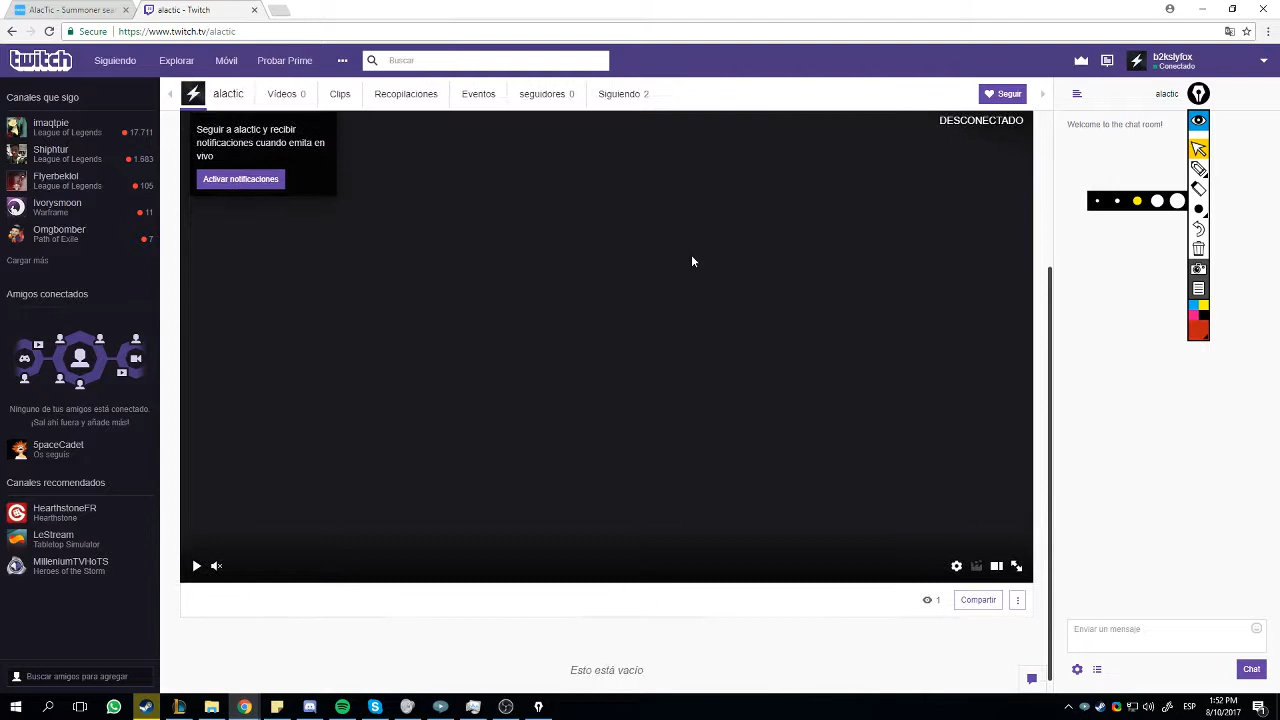 AlacTic - Summoner sear
alactic - Twitch
Secure
https://www.twitch.tv/alactic
twitch
Siguiendo
Explorar
Móvil
Probar Prime
Buscar
b2kslyfox
Conectado
Canales que sigo
imaqtpie
League of Legends
17.711
Shiphtur
League of Legends
1.683
Flyerbeklol
League of Legends
105
Ivorysmoon
Warframe
11
Omgbomber
Path of Exile
7
Cargar más
Amigos conectados
Ninguno de tus amigos está conectado.
¡Sal ahí fuera y añade más!
5paceCadet
Os seguís
Canales recomendados
HearthstoneFR
Hearthstone
LeStream
Tabletop Simulator
MilleniumTVHoTS
Heroes of the Storm
Buscar amigos para agregar
alactic
Vídeos 0
Clips
Recopilaciones
Eventos
seguidores 0
Siguiendo 2
Seguir
Seguir a alactic y recibir
notificaciones cuando emita en
vivo
Activar notificaciones
DESCONECTADO
1
Compartir
Esto está vacío
alactic
Welcome to the chat room!
Enviar un mensaje
Chat
ESP
1:52 PM
8/10/2017